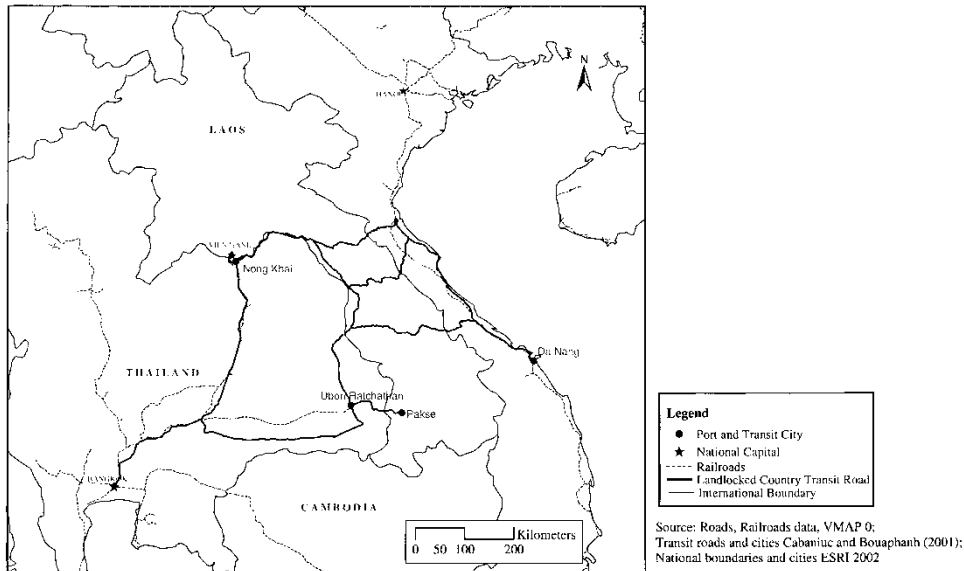 N
HANOI
LAOS
VIENTIANE
Nong Khai
Da Nang
THAILAND
Ubon Ratchathan
Pakse
BANGKOK
CAMBODIA
Kilometers
0 50 100 200
Legend
Port and Transit City
National Capital
Railroads
Landlocked Country Transit Road
International Boundary
Source: Roads, Railroads data, VMAP 0;
Transit roads and cities Cabaniuc and Bouaphanh (2001);
National boundaries and cities ESRI 2002